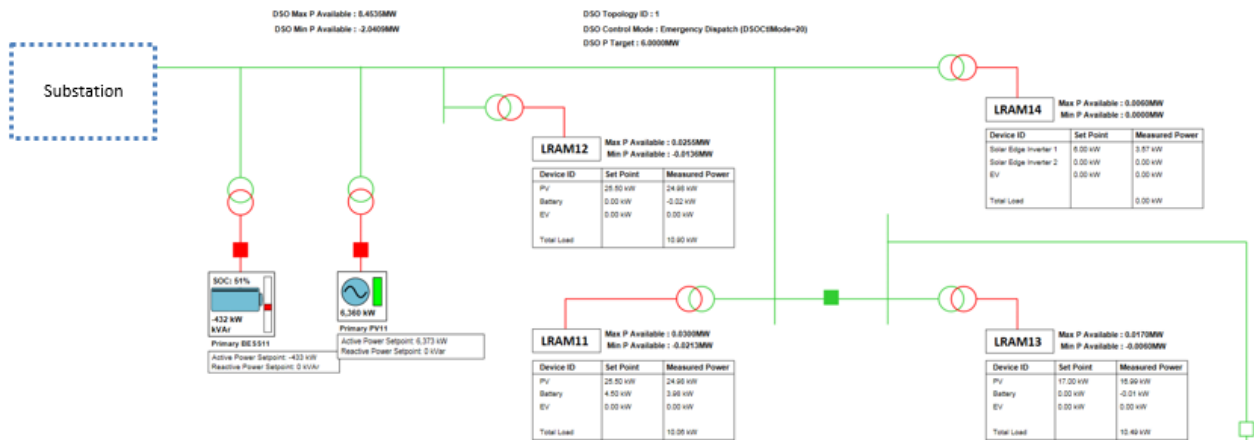 DSO Max P Available : 8.4535MW
DSO Min P Available : -2.0409MW
DSO Topology ID : 1
DSO Control Mode : Emergency Dispatch (DSOCtlMode=20)
DSO P Target : 6.0000MW
Substation
LRAM12
Max P Available : 0.0255MW
Min P Available : -0.0136MW
Device ID Set Point Measured Power
PV 25.50 kW 24.98 kW
Battery 0.00 kW -0.02 kW
EV 0.00 kW 0.00 kW
Total Load 10.90 kW
LRAM14
Max P Available : 0.0060MW
Min P Available : 0.0000MW
Device ID Set Point Measured Power
Solar Edge Inverter 1 6.00 kW 3.57 kW
Solar Edge Inverter 2 0.00 kW 0.00 kW
EV 0.00 kW 0.00 kW
Total Load 0.00 kW
SOC: 51%
-432 kW
kVAr
Primary BESS11
Active Power Setpoint: -433 kW
Reactive Power Setpoint: 0 kVAr
6,360 kW
Primary PV11
Active Power Setpoint: 6,373 kW
Reactive Power Setpoint: 0 kVar
LRAM11
Max P Available : 0.0300MW
Min P Available : -0.0213MW
Device ID Set Point Measured Power
PV 25.50 kW 24.98 kW
Battery 4.50 kW 3.98 kW
EV 0.00 kW 0.00 kW
Total Load 10.06 kW
LRAM13
Max P Available : 0.0170MW
Min P Available : -0.0060MW
Device ID Set Point Measured Power
PV 17.00 kW 16.99 kW
Battery 0.00 kW -0.01 kW
EV 0.00 kW 0.00 kW
Total Load 10.49 kW